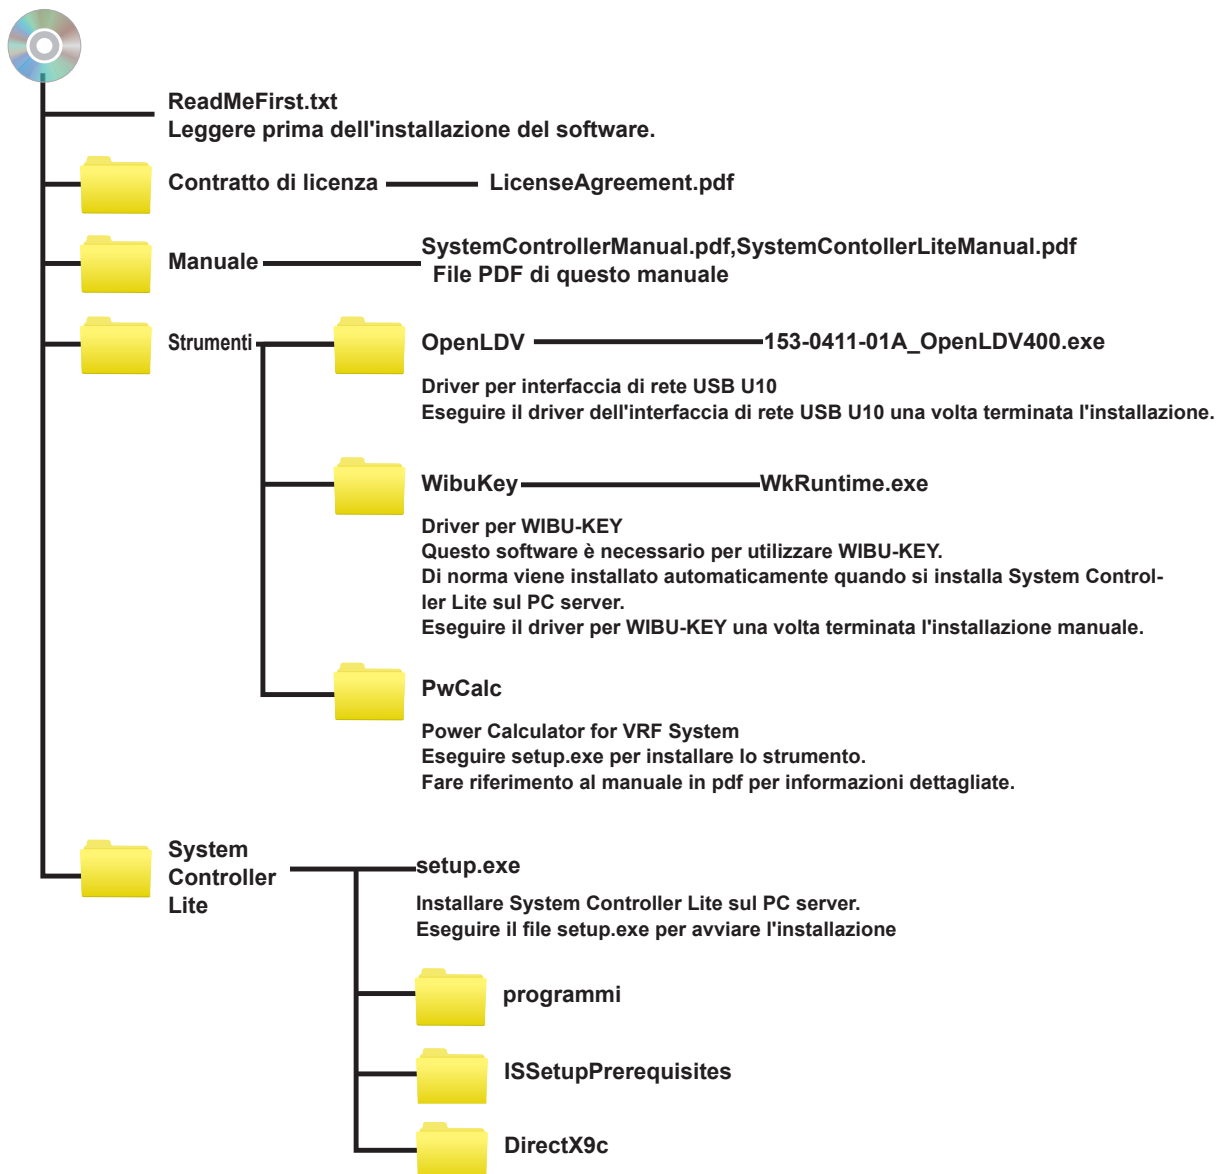 ReadMeFirst.txt
Leggere prima dell'installazione del software.
Contratto di licenza
LicenseAgreement.pdf
Manuale
SystemControllerManual.pdf,SystemContollerLiteManual.pdf
File PDF di questo manuale
Strumenti
OpenLDV
153-0411-01A_OpenLDV400.exe
Driver per interfaccia di rete USB U10
Eseguire il driver dell'interfaccia di rete USB U10 una volta terminata l'installazione.
WibuKey
WkRuntime.exe
Driver per WIBU-KEY
Questo software è necessario per utilizzare WIBU-KEY.
Di norma viene installato automaticamente quando si installa System Control-
ler Lite sul PC server.
Eseguire il driver per WIBU-KEY una volta terminata l'installazione manuale.
PwCalc
Power Calculator for VRF System
Eseguire setup.exe per installare lo strumento.
Fare riferimento al manuale in pdf per informazioni dettagliate.
System
Controller
Lite
setup.exe
Installare System Controller Lite sul PC server.
Eseguire il file setup.exe per avviare l'installazione
programmi
ISSetupPrerequisites
DirectX9c